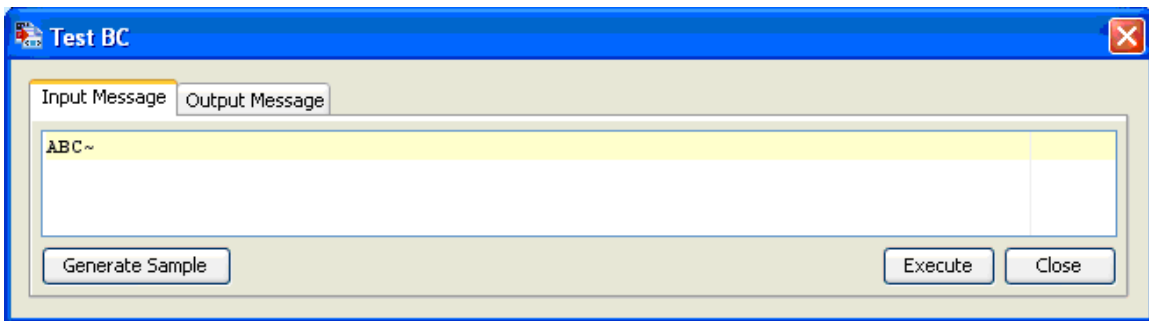 Test BC
Input Message Output Message
ABC~
Generate Sample Execute Close